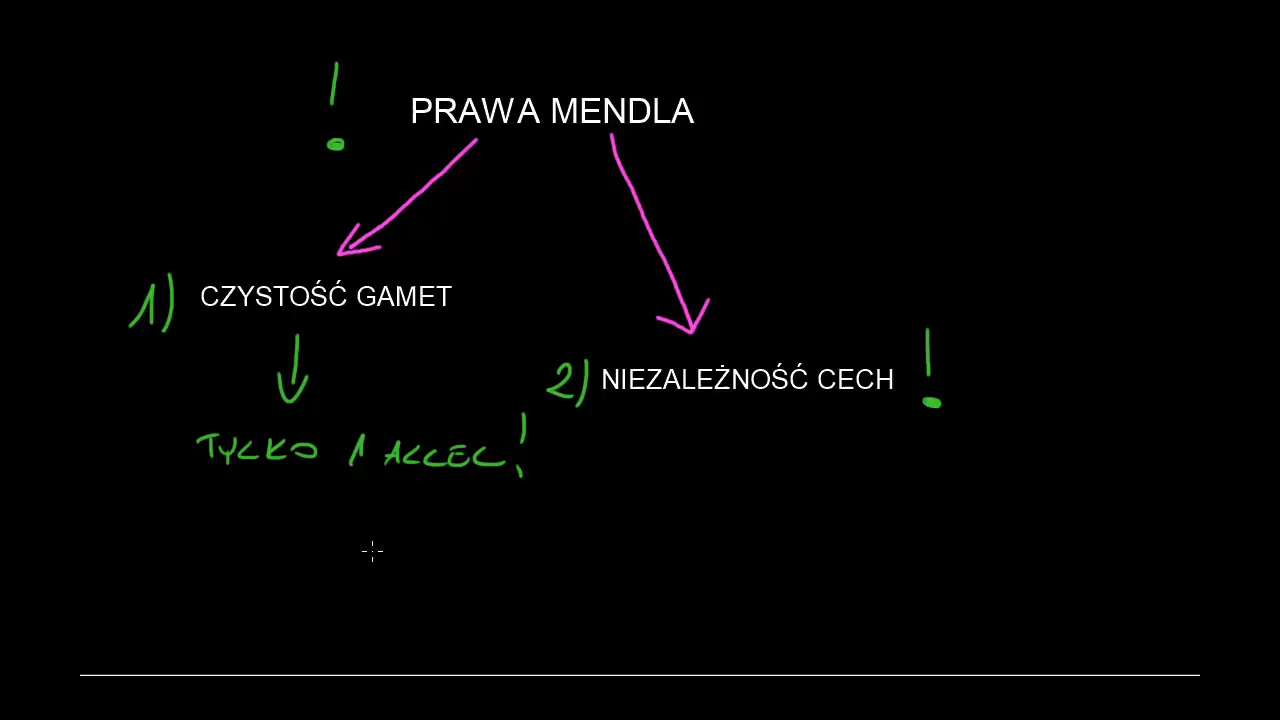 ! PRAWA MENDLA
1) CZYSTOŚĆ GAMET
2) NIEZALEŻNOŚĆ CECH !
TYLKO 1 ALLEL!